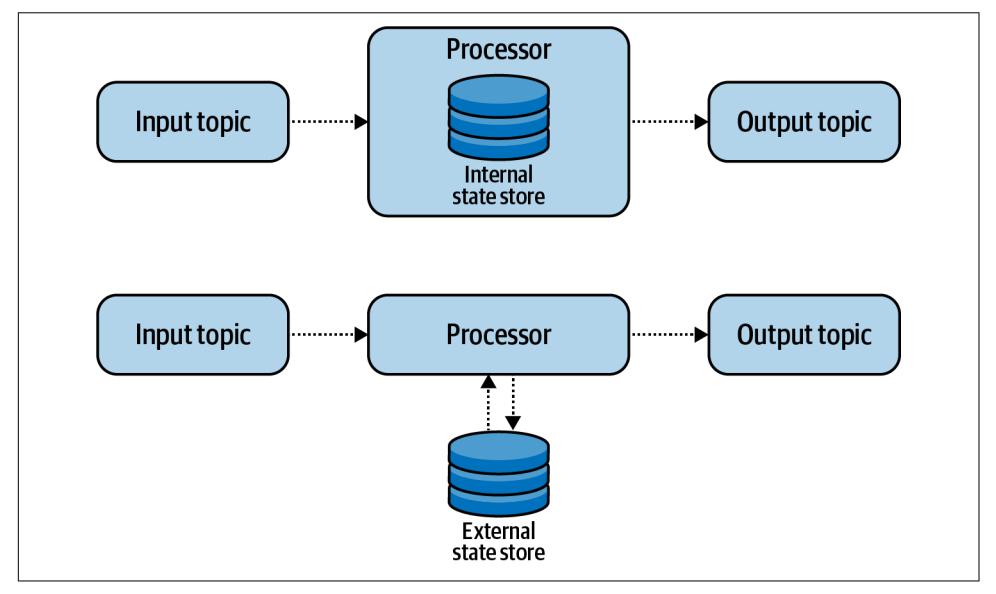 Processor
Input topic
Output topic
Internal
state store
Input topic
Processor
Output topic
External
state store